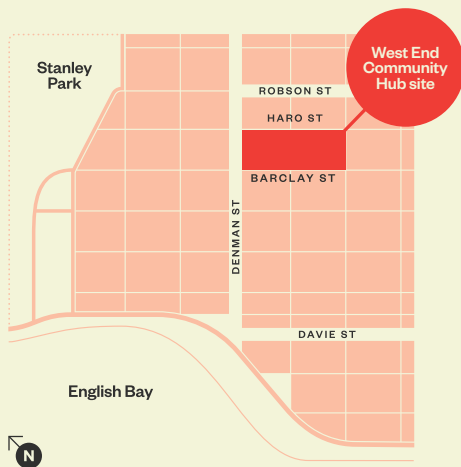 Stanley
Park
West End
Community
Hub site
ROBSON ST
HARO ST
BARCLAY ST
DENMAN ST
DAVIE ST
English Bay
N